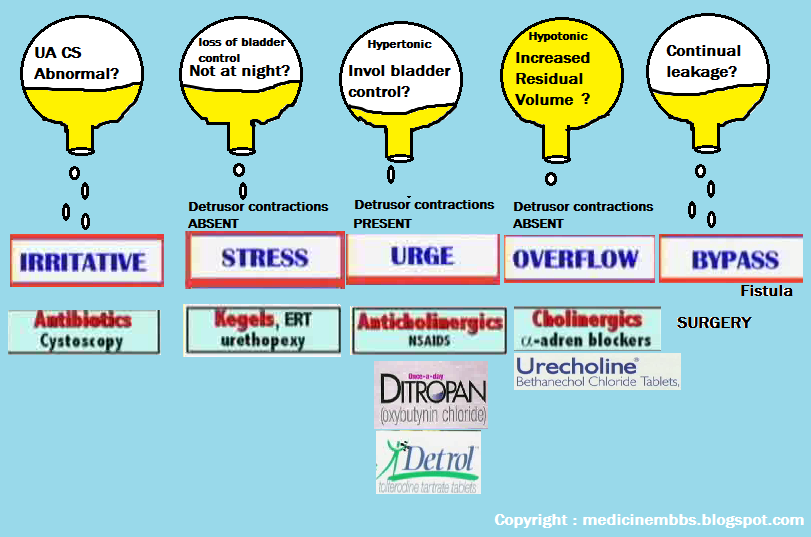 UA CS
Abnormal?
loss of bladder
control
Not at night?
Hypertonic
Invol bladder
control?
Hypotonic
Increased
Residual
Volume ?
Continual
leakage?
Detrusor contractions
ABSENT
Detrusor contractions
PRESENT
Detrusor contractions
ABSENT
IRRITATIVE
STRESS
URGE
OVERFLOW
BYPASS
Fistula
Antibiotics
Cystoscopy
Kegels, ERT
urethopexy
Anticholinergics
NSAIDS
Cholinergics
α-adren blockers
SURGERY
Urecholine®
Bethanechol Chloride Tablets,
Once-a-day
DITROPAN
(oxybutynin chloride)
Detrol
tolterodine tartrate tablets
Copyright : medicinembbs.blogspot.com